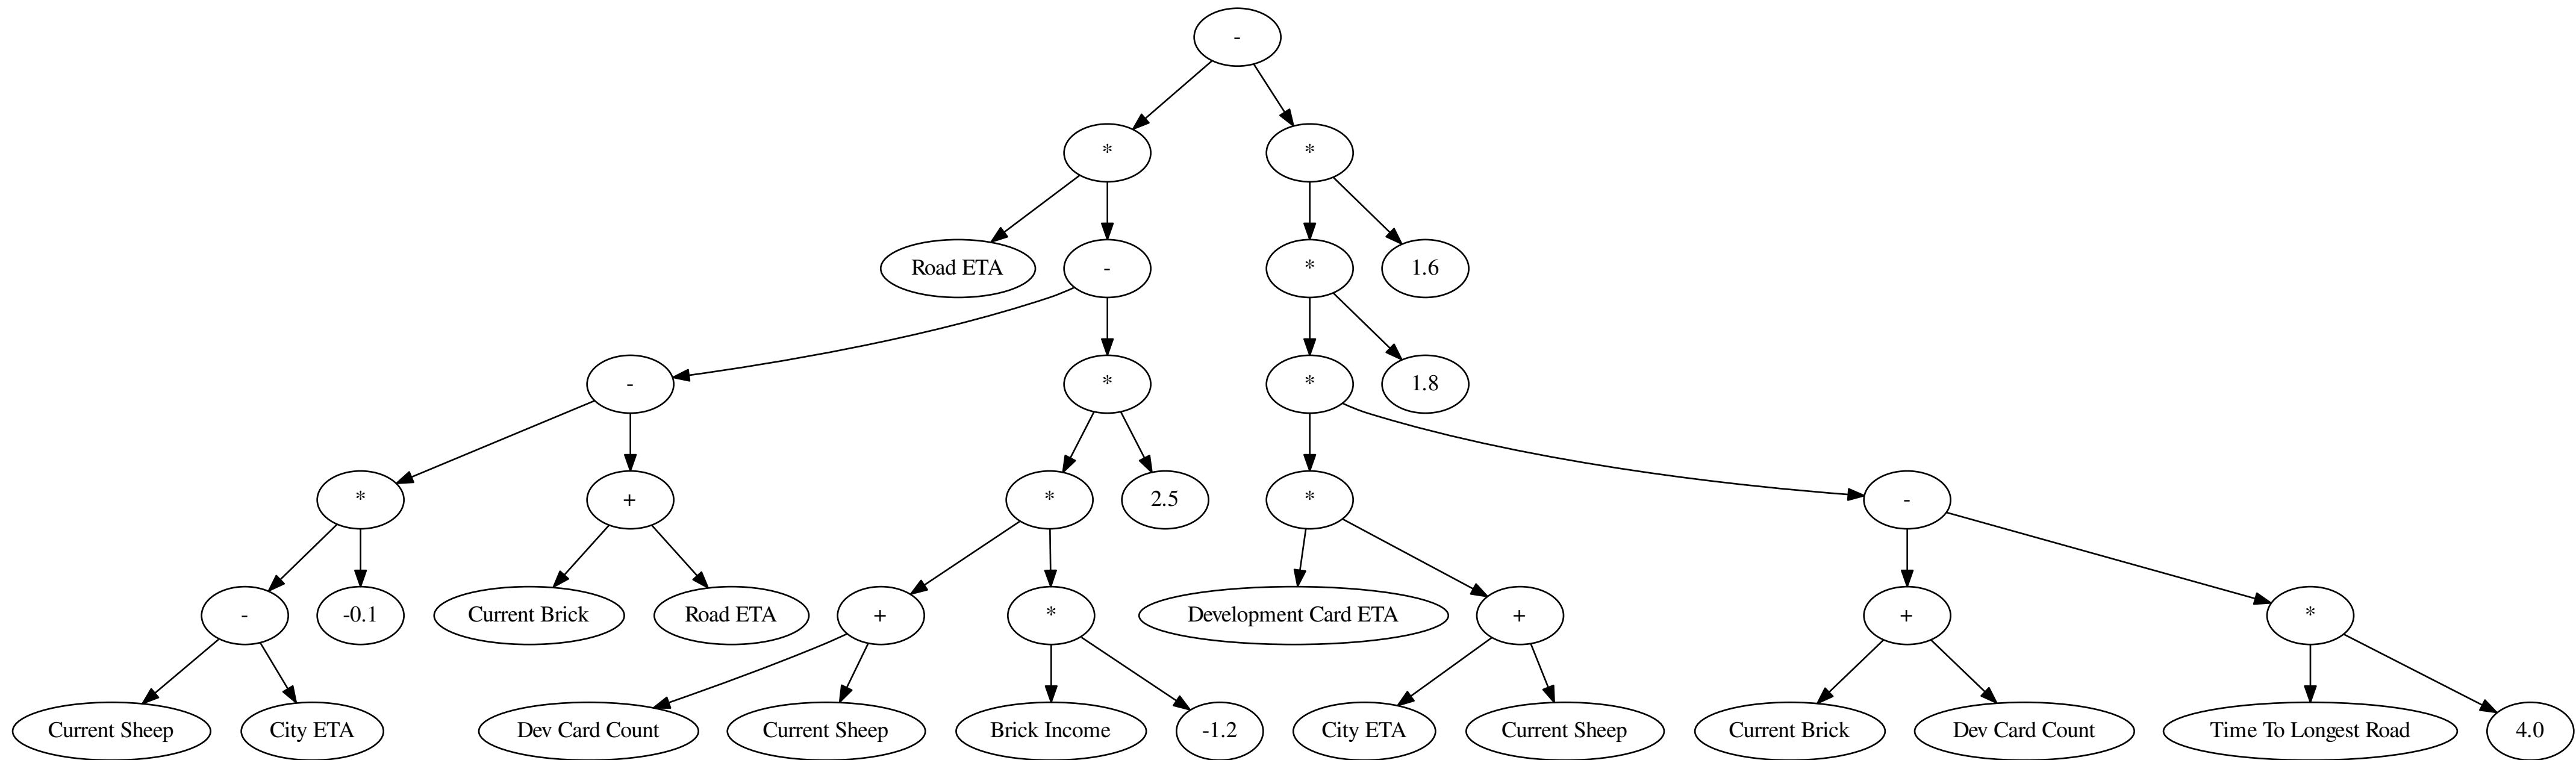 -
*
*
Road ETA
-
*
1.6
-
*
*
1.8
*
+
*
2.5
*
-
-
-0.1
Current Brick
Road ETA
+
*
Development Card ETA
+
+
*
Current Sheep
City ETA
Dev Card Count
Current Sheep
Brick Income
-1.2
City ETA
Current Sheep
Current Brick
Dev Card Count
Time To Longest Road
4.0